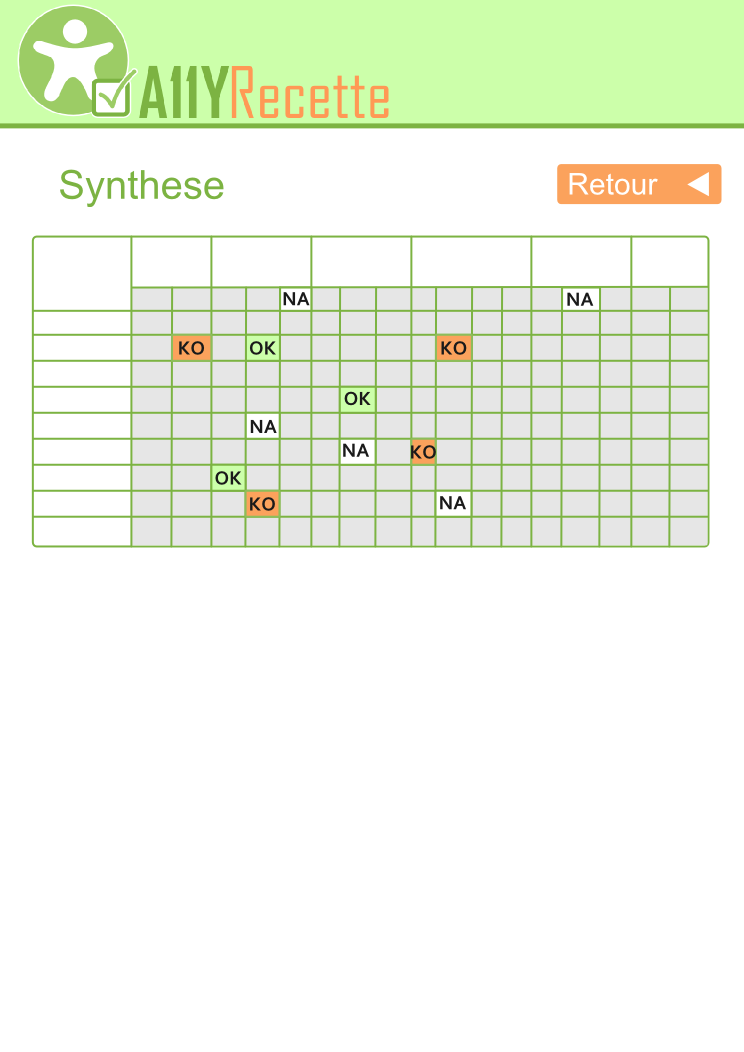 A11YRecette
Synthese
Retour
NA NA
KO OK KO
OK
NA
NA KO
OK
KO NA